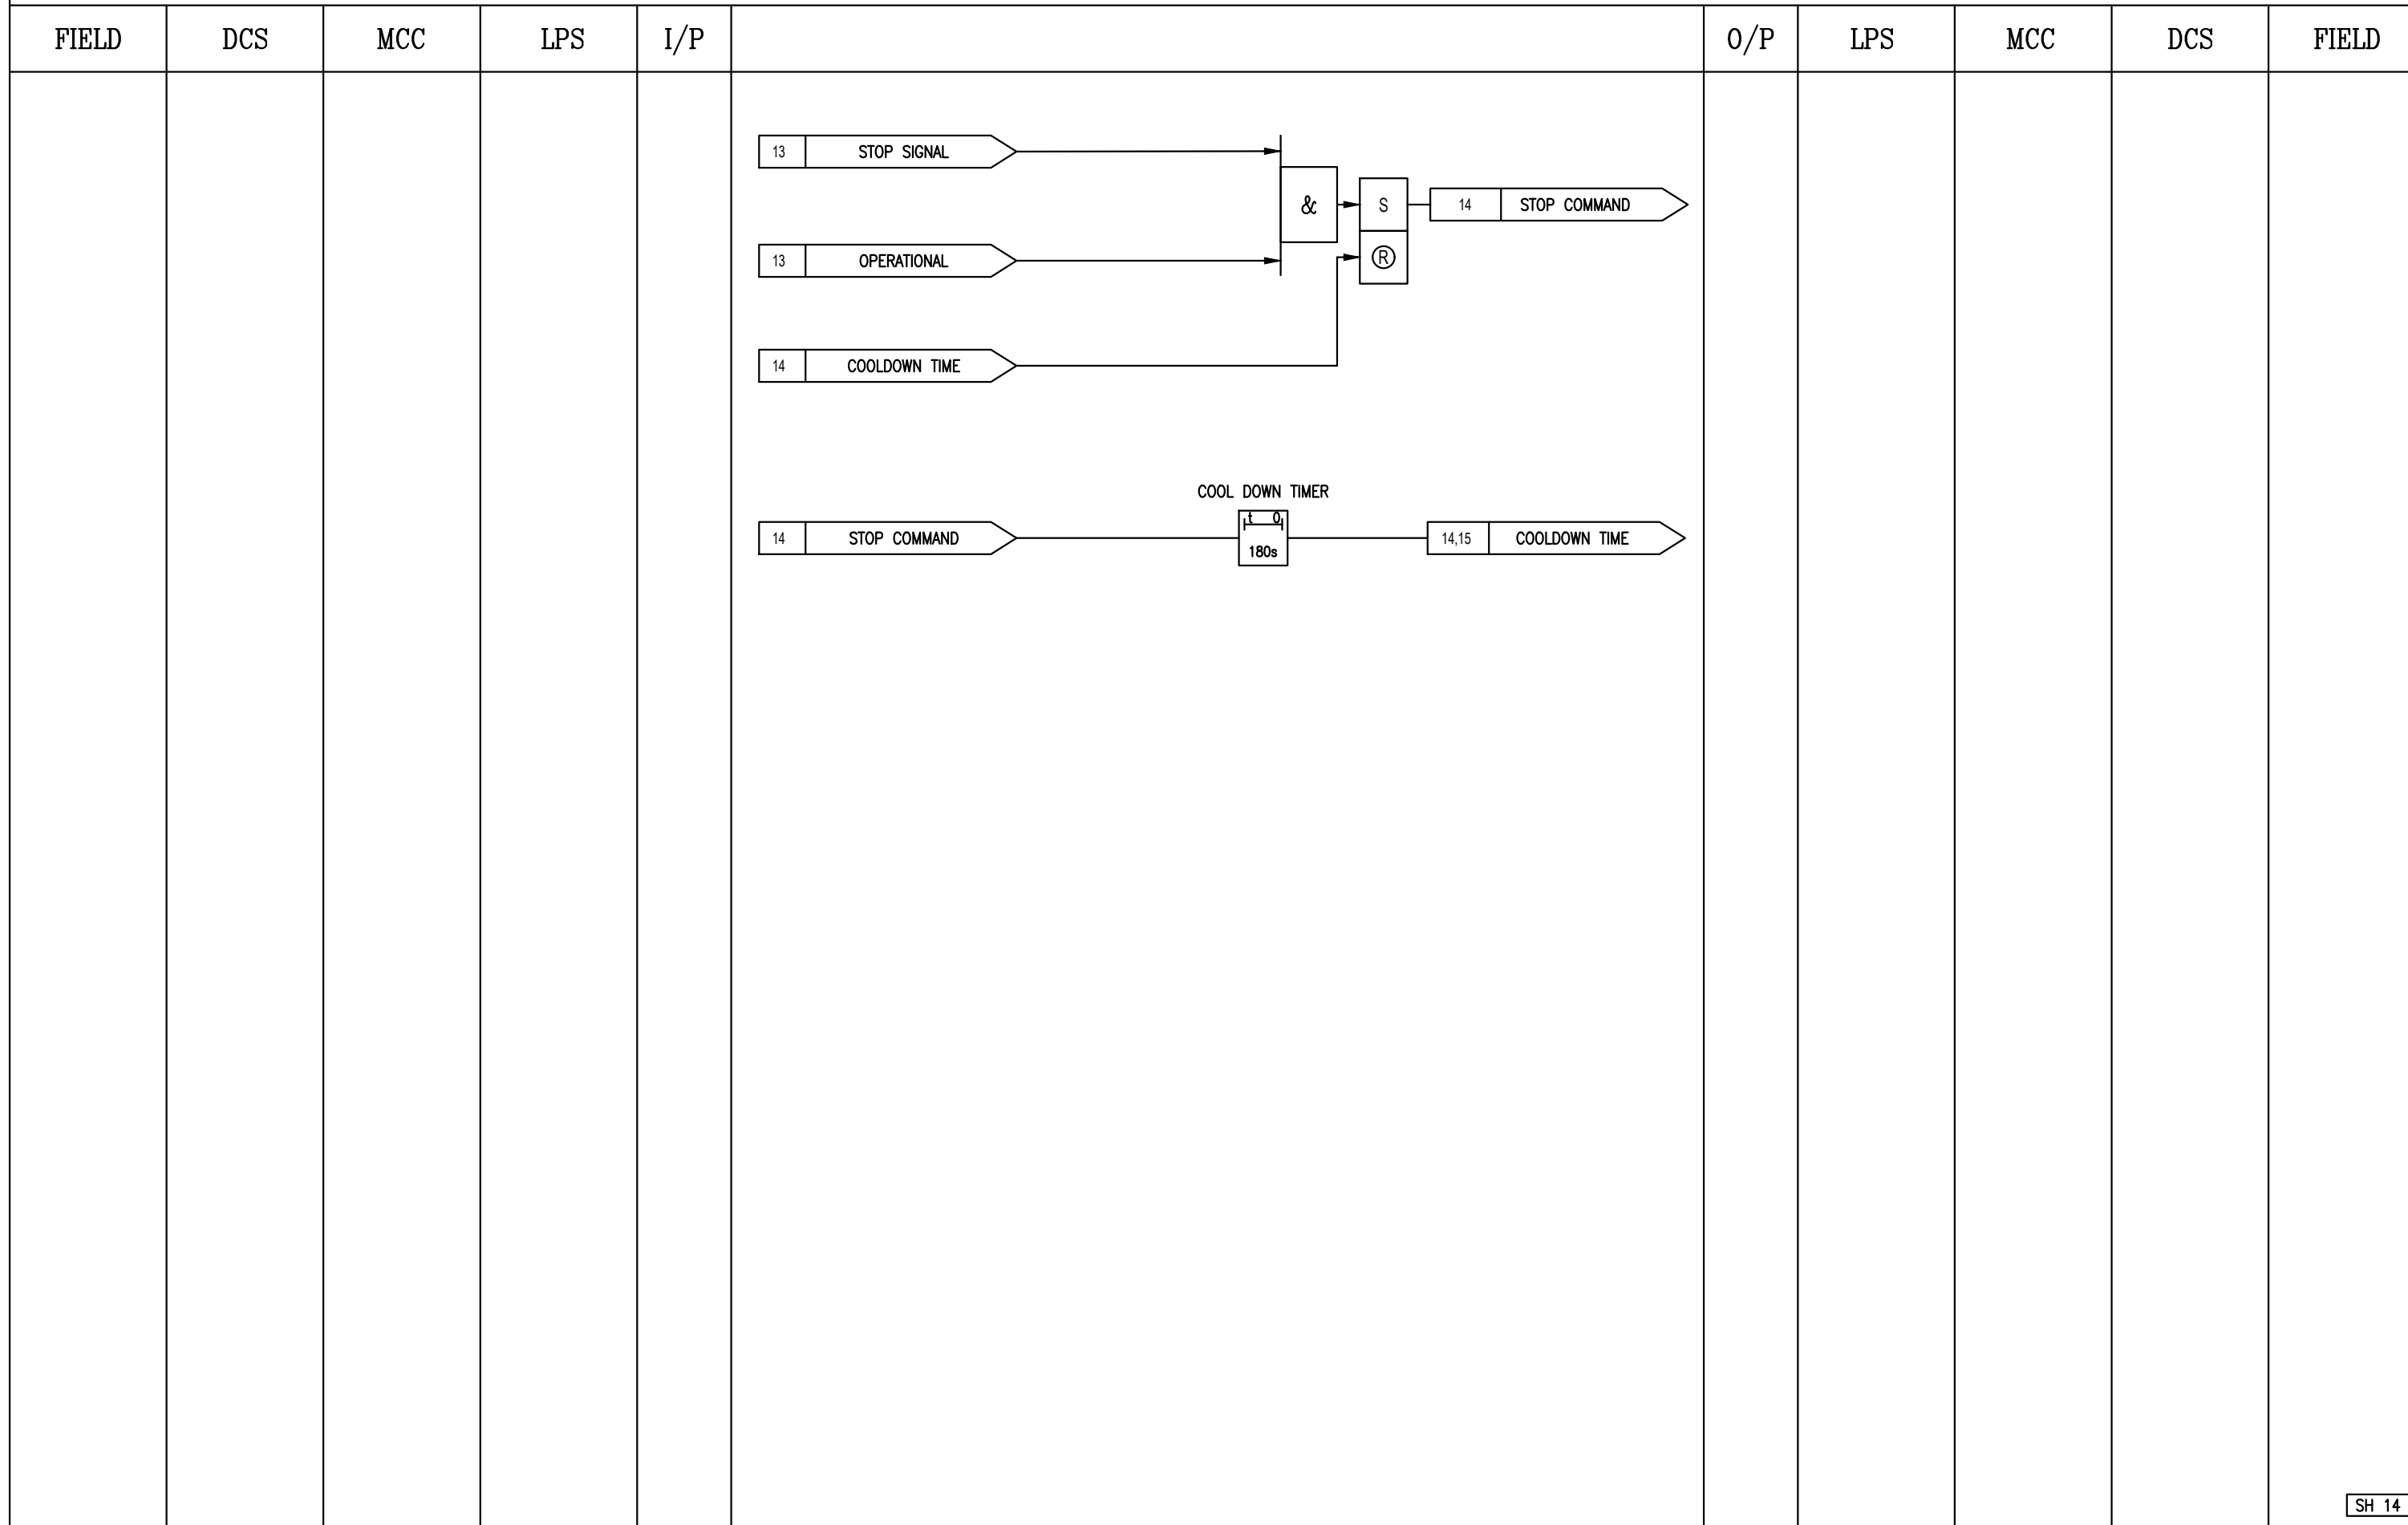 FIELD DCS MCC LPS I/P O/P LPS MCC DCS FIELD
13 STOP SIGNAL
& S 14 STOP COMMAND
13 OPERATIONAL
R
14 COOLDOWN TIME
COOL DOWN TIMER
t 0
14 STOP COMMAND 180s 14,15 COOLDOWN TIME
SH 14